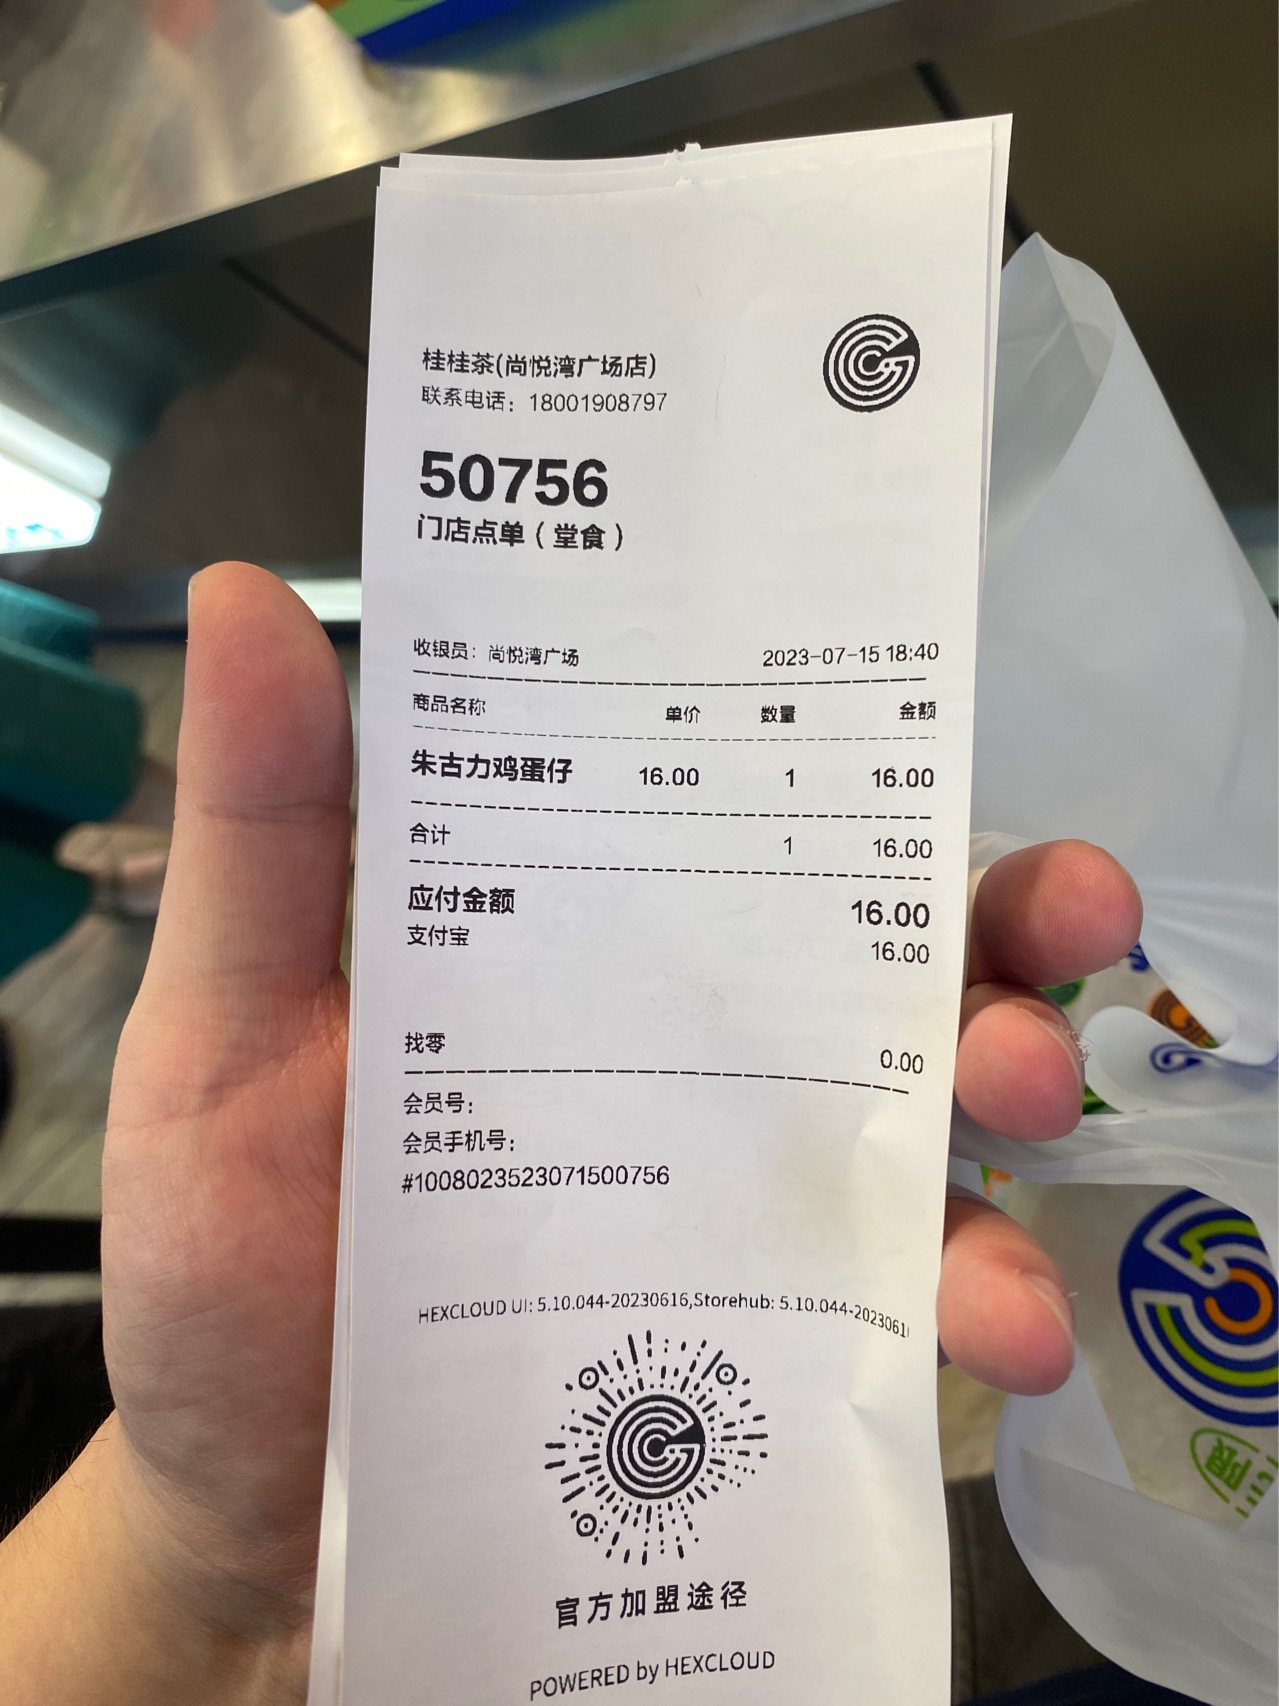 桂桂茶(尚悦湾广场店)
联系电话：18001908797
50756
门店点单（堂食）
收银员：尚悦湾广场 2023-07-15 18:40
商品名称 单价 数量 金额
朱古力鸡蛋仔 16.00 1 16.00
合计 1 16.00
应付金额 16.00
支付宝 16.00
找零 0.00
会员号：
会员手机号：
#1008023523071500756
HEXCLOUD UI: 5.10.044-20230616,Storehub: 5.10.044-2023061
官方加盟途径
POWERED by HEXCLOUD
限